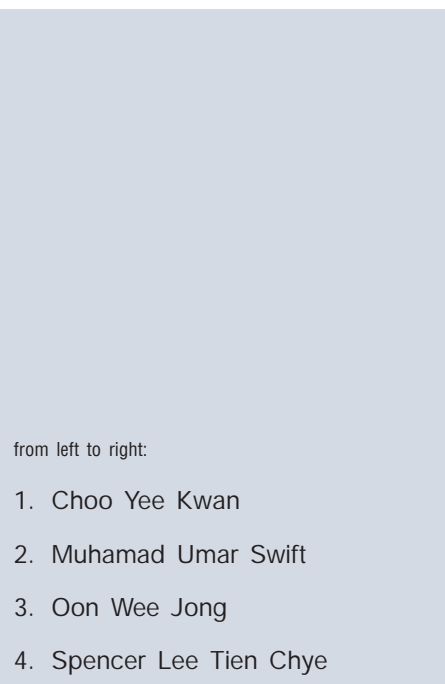 from left to right:
1. Choo Yee Kwan
2. Muhamad Umar Swift
3. Oon Wee Jong
4. Spencer Lee Tien Chye